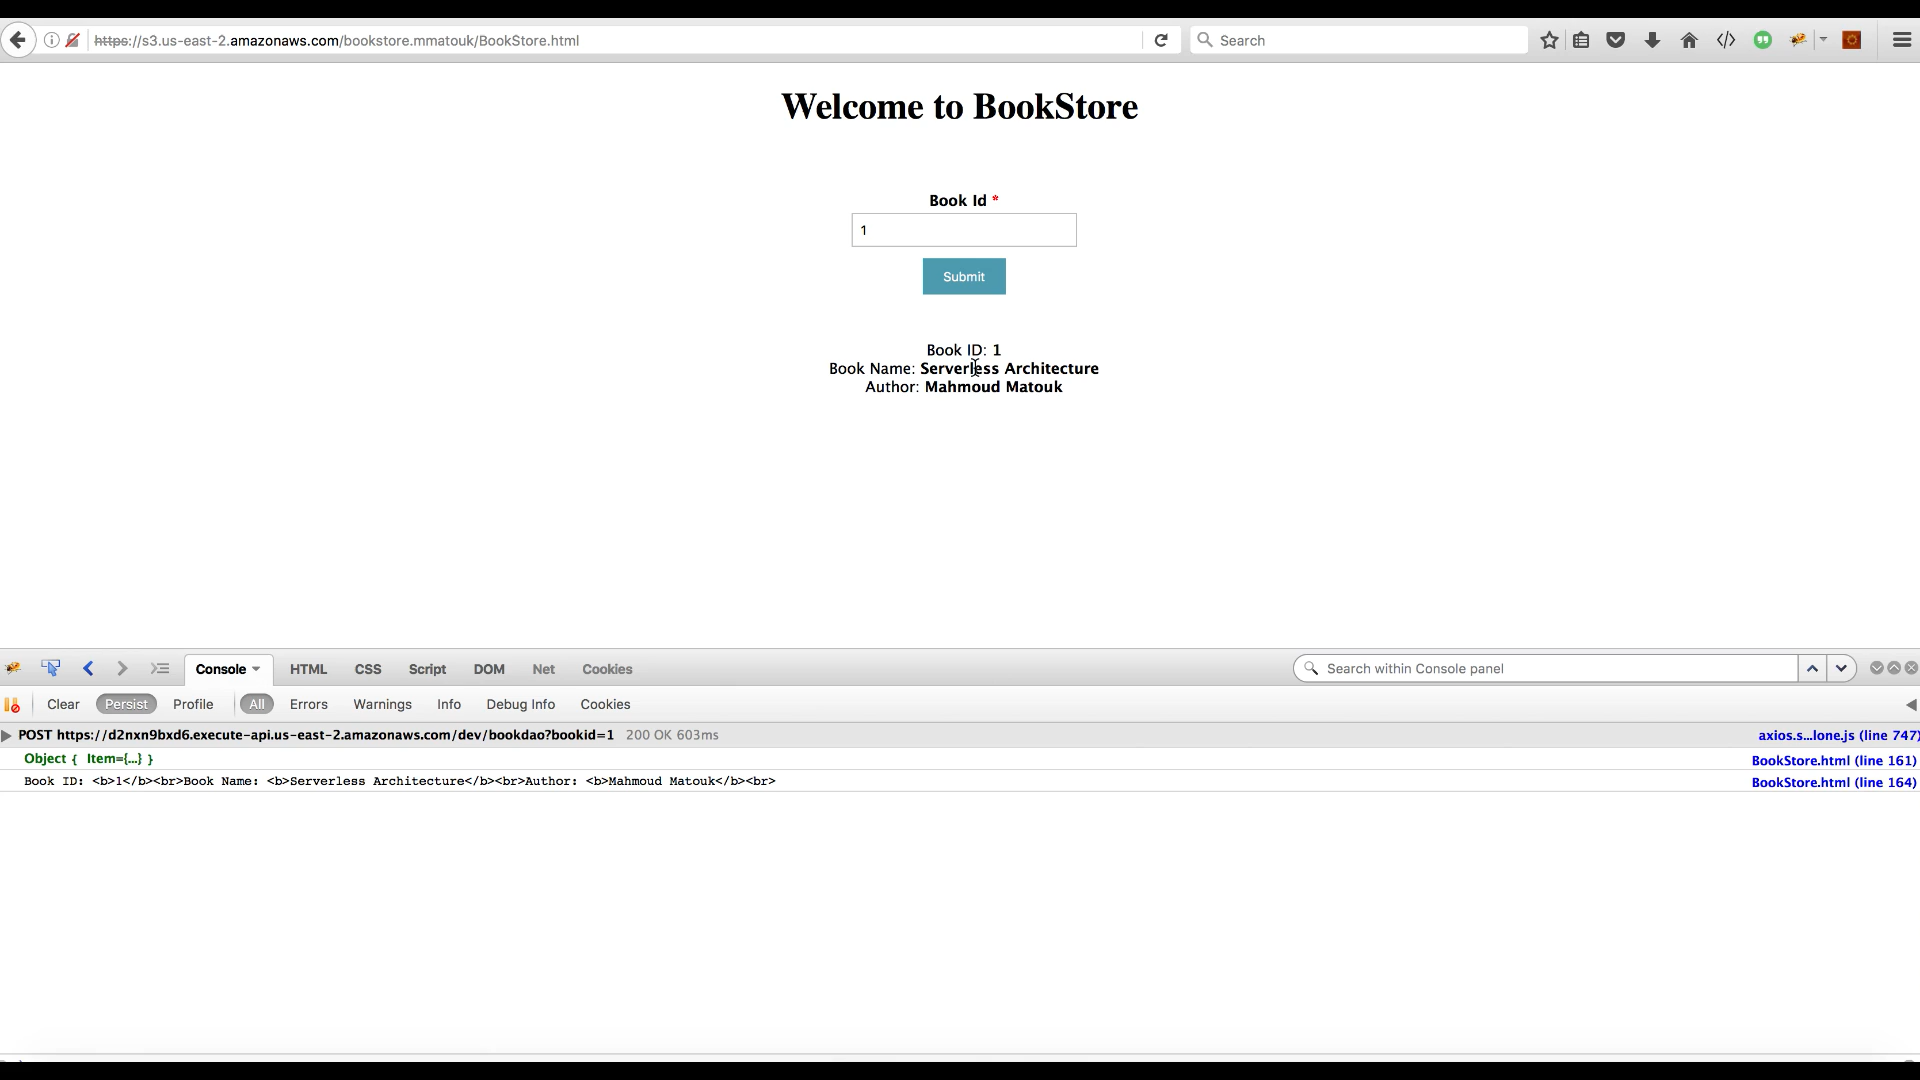 https://s3.us-east-2.amazonaws.com/bookstore.mmatouk/BookStore.html
Search
Welcome to BookStore
Book Id *
1
Submit
Book ID: 1
Book Name: Serverless Architecture
Author: Mahmoud Matouk
Console HTML CSS Script DOM Net Cookies
Search within Console panel
Clear Persist Profile All Errors Warnings Info Debug Info Cookies
POST https://d2nxn9bxd6.execute-api.us-east-2.amazonaws.com/dev/bookdao?bookid=1 200 OK 603ms axios.s...lone.js (line 747)
Object { Item={...} } BookStore.html (line 161)
Book ID: <b>1</b><br>Book Name: <b>Serverless Architecture</b><br>Author: <b>Mahmoud Matouk</b><br> BookStore.html (line 164)